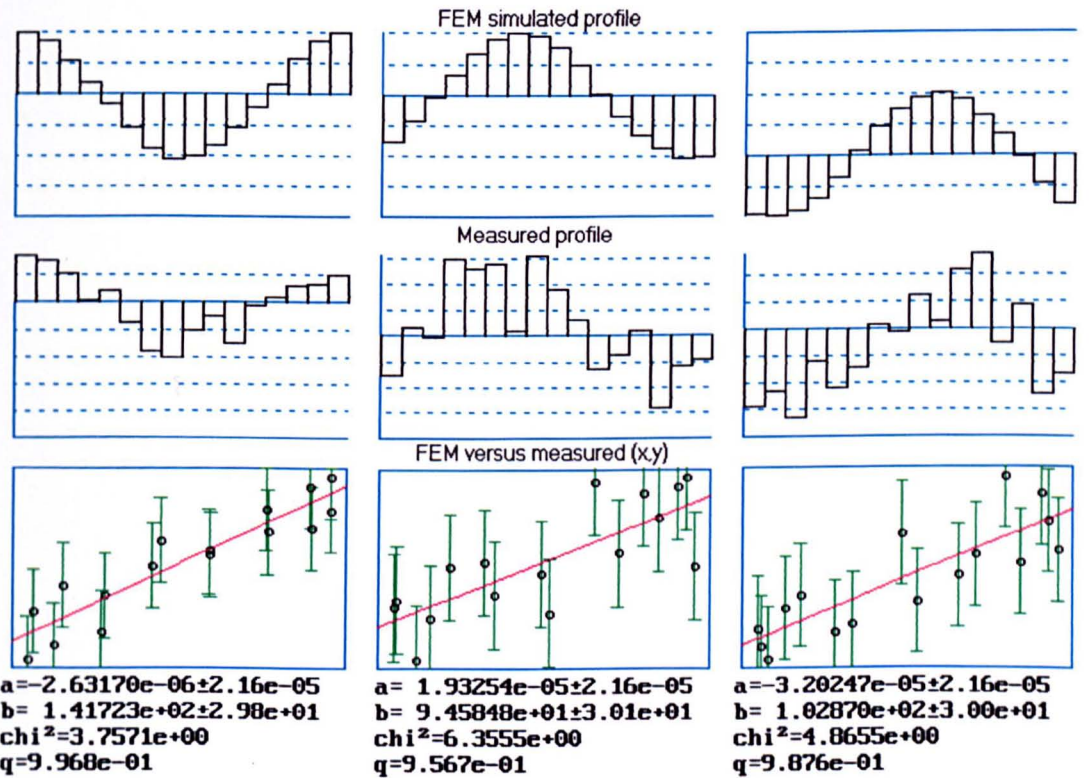 FEM simulated profile
Measured profile
FEM versus measured (x,y)
a=-2.63170e-06±2.16e-05
b= 1.41723e+02±2.98e+01
chi²=3.7571e+00
q=9.968e-01
a= 1.93254e-05±2.16e-05
b= 9.45848e+01±3.01e+01
chi²=6.3555e+00
q=9.567e-01
a=-3.20247e-05±2.16e-05
b= 1.02870e+02±3.00e+01
chi²=4.8655e+00
q=9.876e-01